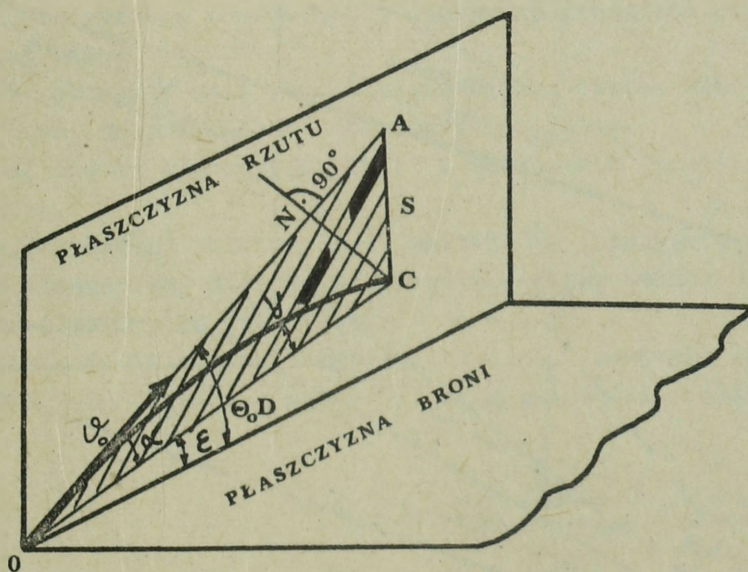 A
PŁASZCZYZNA RZUTU
90°
N
S
C
γ
v₀
α
ε
Θ₀
D
PŁASZCZYZNA BRONI
0